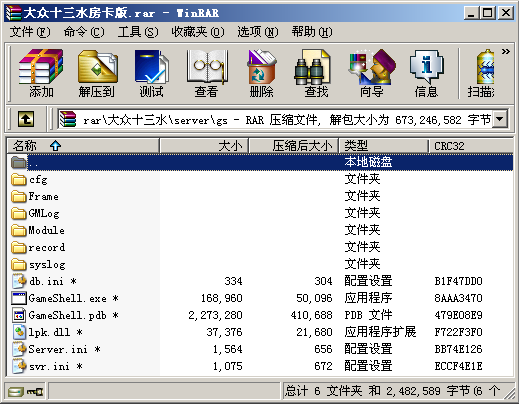 大众十三水房卡版.rar - WinRAR
文件(F) 命令(C) 工具(S) 收藏夹(O) 选项(N) 帮助(H)
添加 解压到 测试 查看 删除 查找 向导 信息 扫描
rar\大众十三水\server\gs - RAR 压缩文件, 解包大小为 673,246,582 字节
名称 大小 压缩后大小 类型 CRC32
.. 本地磁盘
cfg 文件夹
Frame 文件夹
GMLog 文件夹
Module 文件夹
record 文件夹
syslog 文件夹
db.ini * 334 304 配置设置 B1F47DD0
GameShell.exe * 168,960 50,096 应用程序 8AAA3470
GameShell.pdb * 2,273,280 410,688 PDB 文件 479E08E9
lpk.dll * 37,376 21,680 应用程序扩展 F722F3F0
Server.ini * 1,564 656 配置设置 BB74E126
svr.ini * 1,075 672 配置设置 ECCF4E1E
总计 6 文件夹 和 2,482,589 字节(6 个